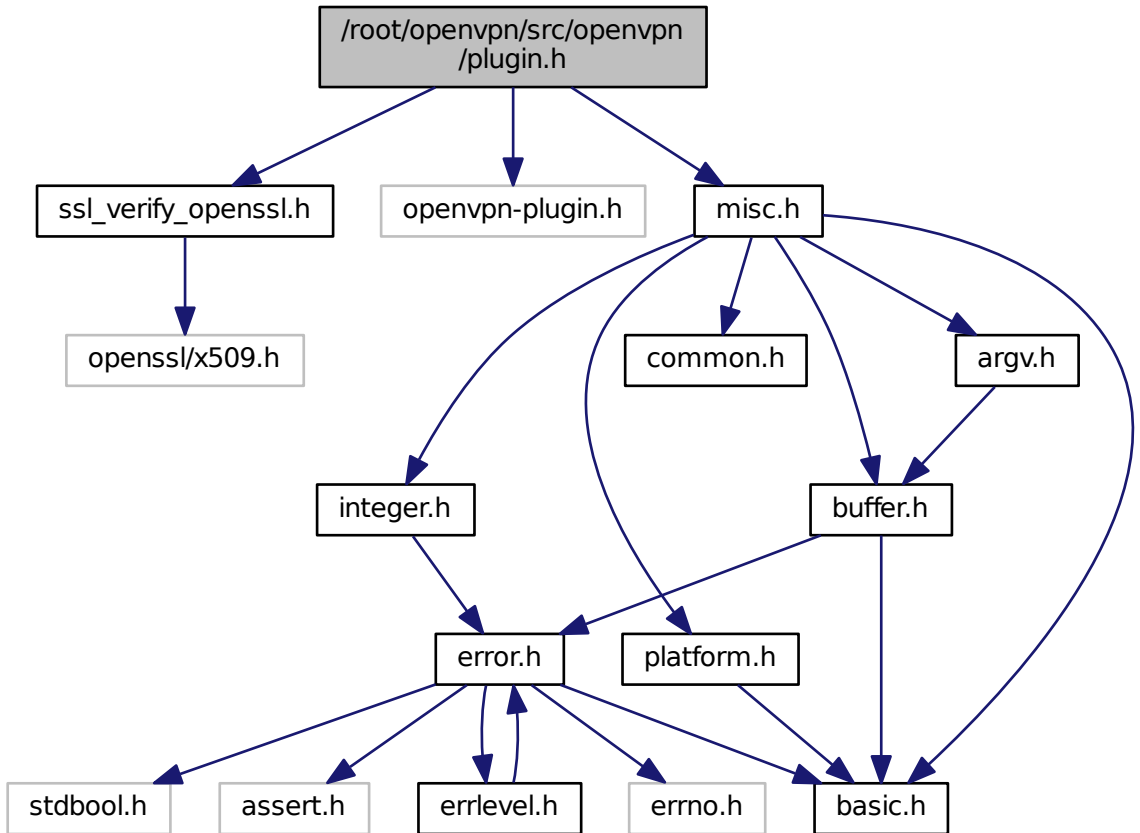 /root/openvpn/src/openvpn
/plugin.h
ssl_verify_openssl.h
openvpn-plugin.h
misc.h
openssl/x509.h
common.h
argv.h
integer.h
buffer.h
error.h
platform.h
stdbool.h
assert.h
errlevel.h
errno.h
basic.h